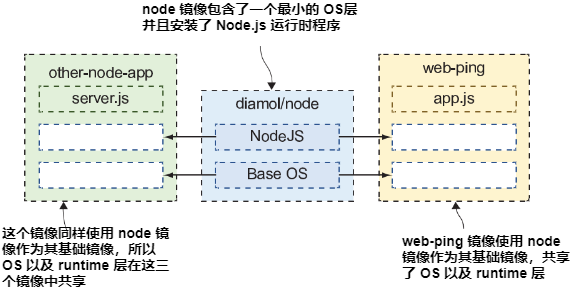 node 镜像包含了一个最小的 OS层
并且安装了 Node.js 运行时程序
other-node-app
server.js
diamol/node
NodeJS
Base OS
web-ping
app.js
这个镜像同样使用 node 镜
像作为其基础镜像，所以
OS 以及 runtime 层在这三
个镜像中共享
web-ping 镜像使用 node
镜像作为其基础镜像，共享
了 OS 以及 runtime 层